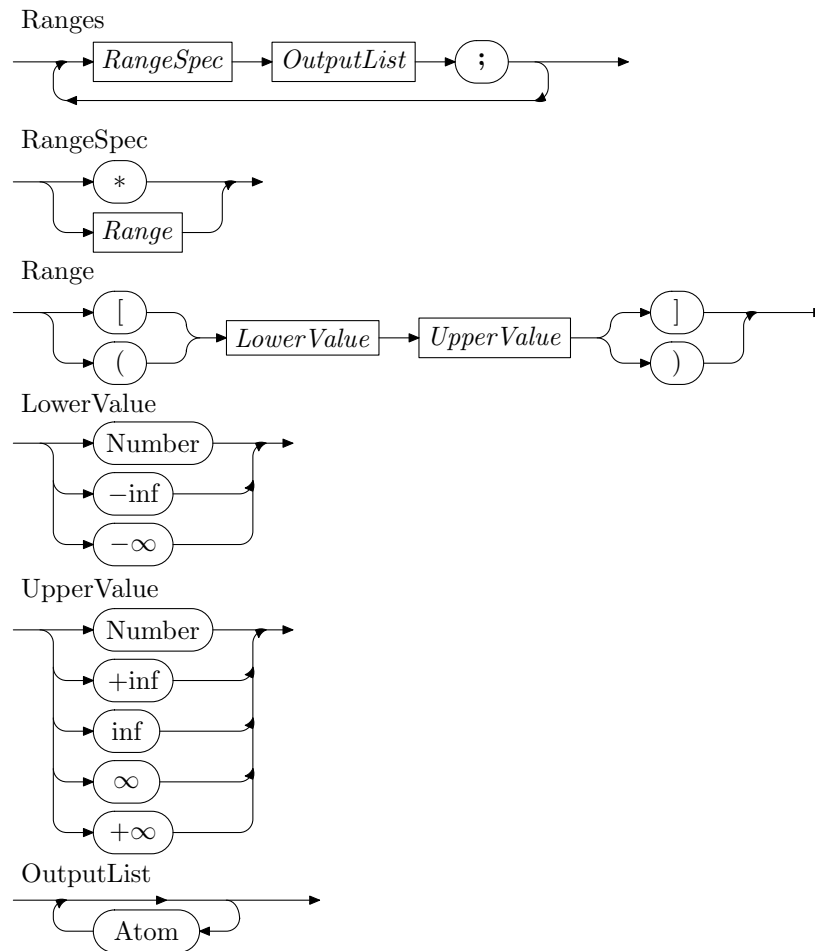 Ranges
RangeSpec OutputList ;
RangeSpec
*
Range
Range
[ ]
LowerValue UpperValue
( )
LowerValue
Number
−inf
−∞
UpperValue
Number
+inf
inf
∞
+∞
OutputList
Atom